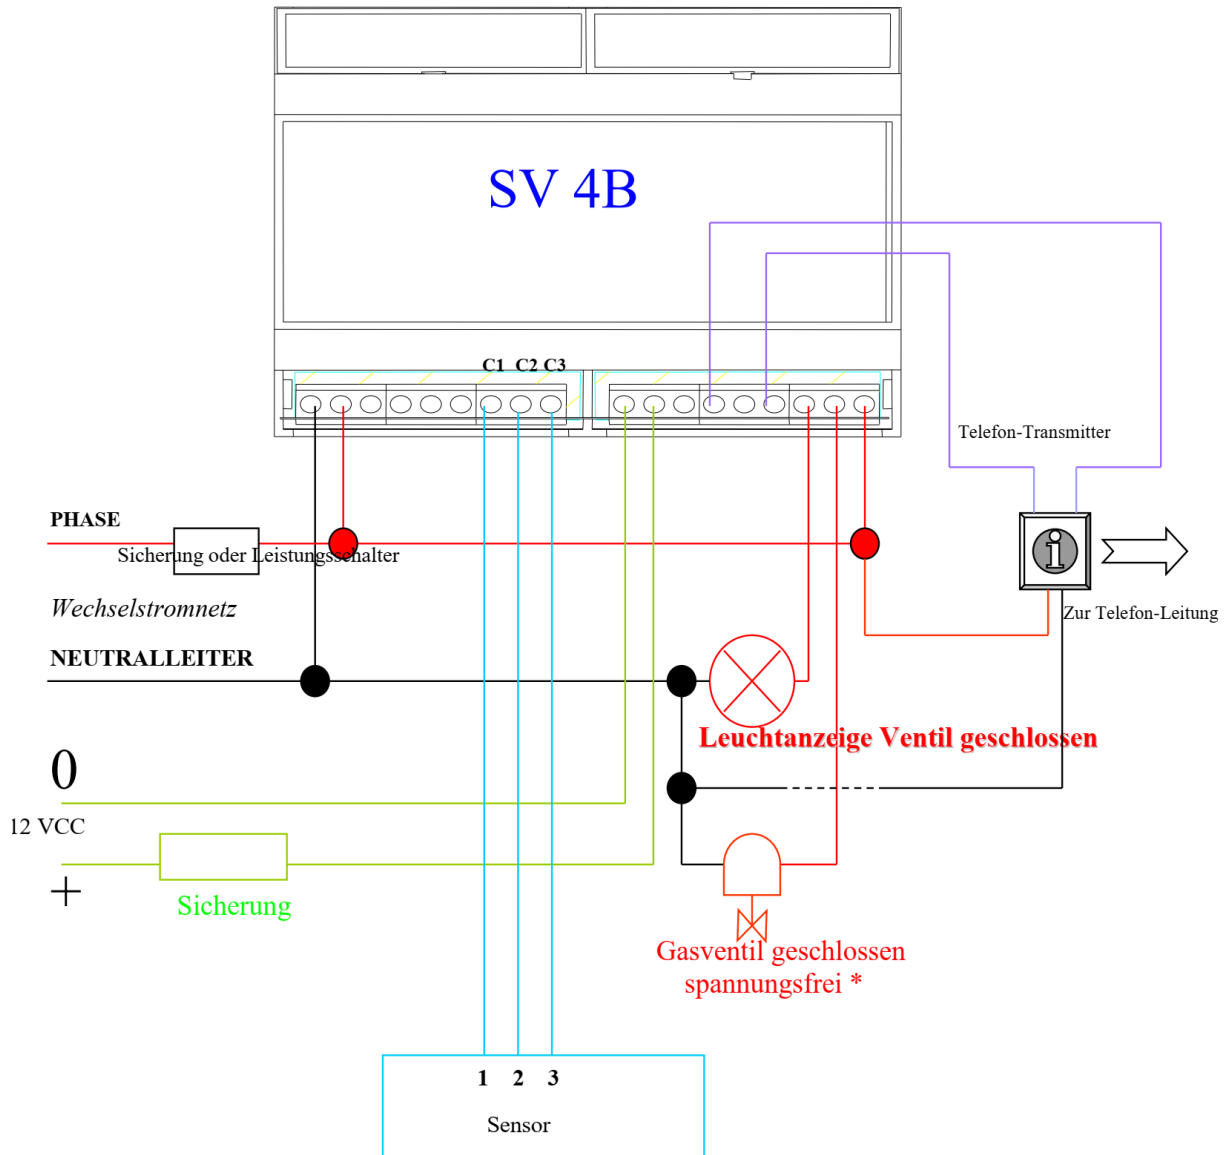 SV 4B
C1 C2 C3
Telefon-Transmitter
PHASE
Sicherung oder Leistungsschalter
Wechselstromnetz
Zur Telefon-Leitung
NEUTRALLEITER
Leuchtanzeige Ventil geschlossen
0
12 VCC
+
Sicherung
Gasventil geschlossen
spannungsfrei *
1 2 3
Sensor